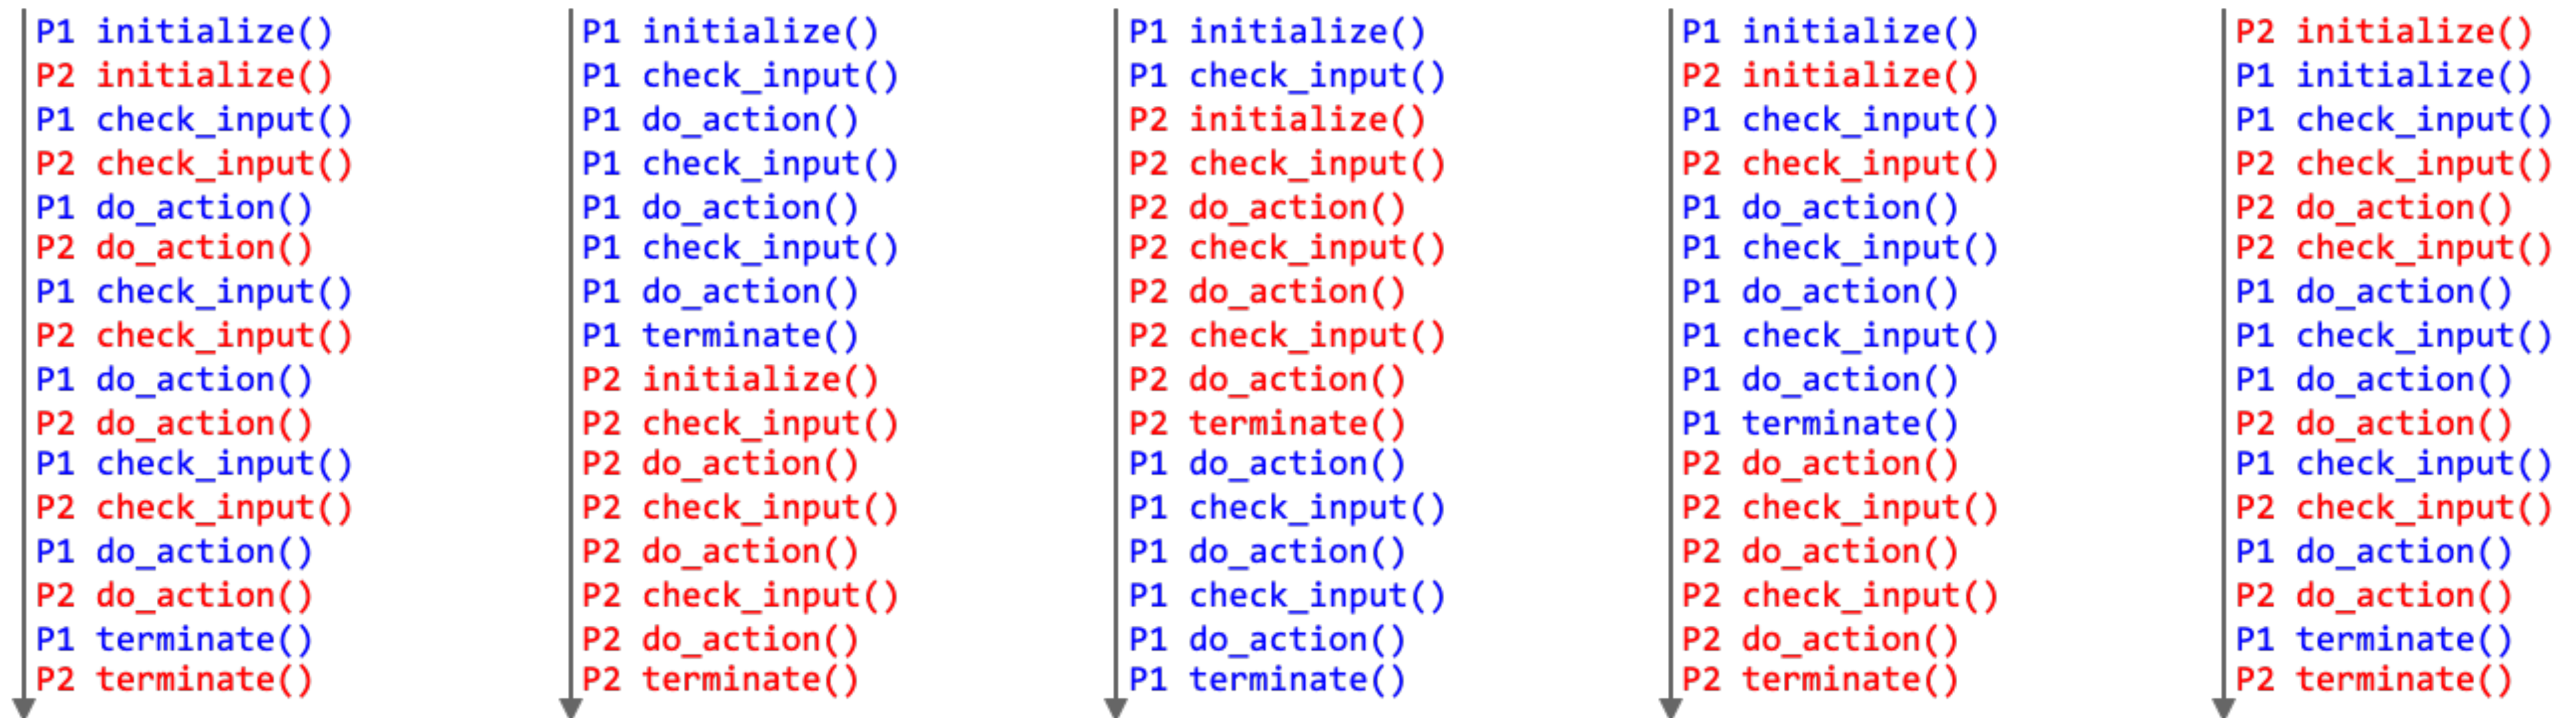 P1 initialize()
P2 initialize()
P1 check_input()
P2 check_input()
P1 do_action()
P2 do_action()
P1 check_input()
P2 check_input()
P1 do_action()
P2 do_action()
P1 check_input()
P2 check_input()
P1 do_action()
P2 do_action()
P1 terminate()
P2 terminate()
P1 initialize()
P1 check_input()
P1 do_action()
P1 check_input()
P1 do_action()
P1 check_input()
P1 do_action()
P1 terminate()
P2 initialize()
P2 check_input()
P2 do_action()
P2 check_input()
P2 do_action()
P2 check_input()
P2 do_action()
P2 terminate()
P1 initialize()
P1 check_input()
P2 initialize()
P2 check_input()
P2 do_action()
P2 check_input()
P2 do_action()
P2 check_input()
P2 do_action()
P2 terminate()
P1 do_action()
P1 check_input()
P1 do_action()
P1 check_input()
P1 do_action()
P1 terminate()
P1 initialize()
P2 initialize()
P1 check_input()
P2 check_input()
P1 do_action()
P1 check_input()
P1 do_action()
P1 check_input()
P1 do_action()
P1 terminate()
P2 do_action()
P2 check_input()
P2 do_action()
P2 check_input()
P2 do_action()
P2 terminate()
P2 initialize()
P1 initialize()
P1 check_input()
P2 check_input()
P2 do_action()
P2 check_input()
P1 do_action()
P1 check_input()
P1 do_action()
P2 do_action()
P1 check_input()
P2 check_input()
P1 do_action()
P2 do_action()
P1 terminate()
P2 terminate()